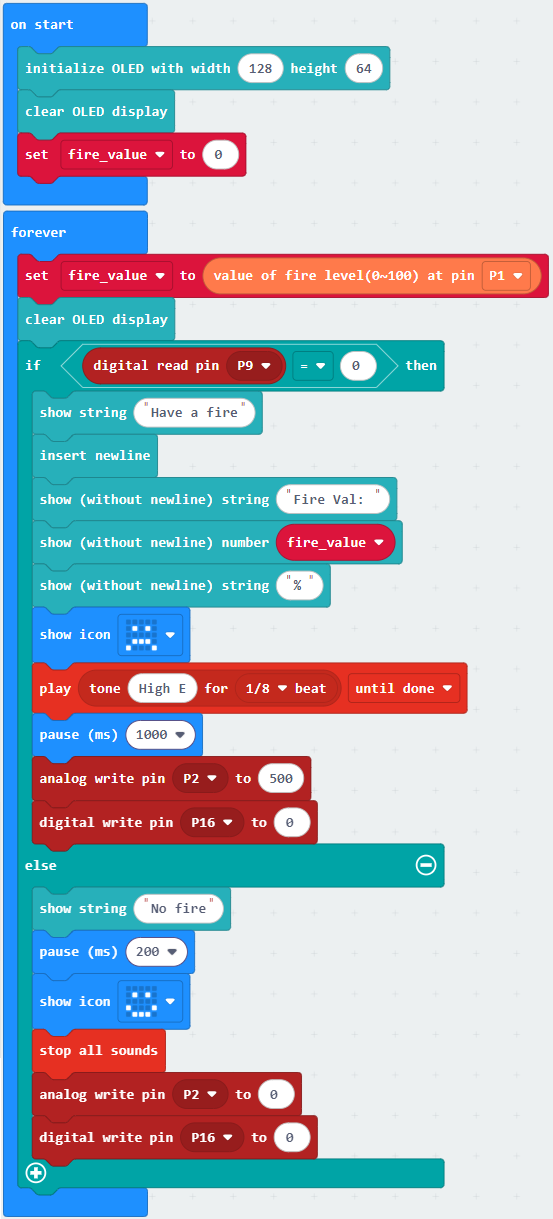 on start
initialize OLED with width 128 height 64
clear OLED display
set fire_value to 0
forever
set fire_value to value of fire level(0~100) at pin P1
clear OLED display
if digital read pin P9 = 0 then
show string "Have a fire"
insert newline
show (without newline) string "Fire Val: "
show (without newline) number fire_value
show (without newline) string "% "
show icon
play tone High E for 1/8 beat until done
pause (ms) 1000
analog write pin P2 to 500
digital write pin P16 to 0
else
show string "No fire"
pause (ms) 200
show icon
stop all sounds
analog write pin P2 to 0
digital write pin P16 to 0